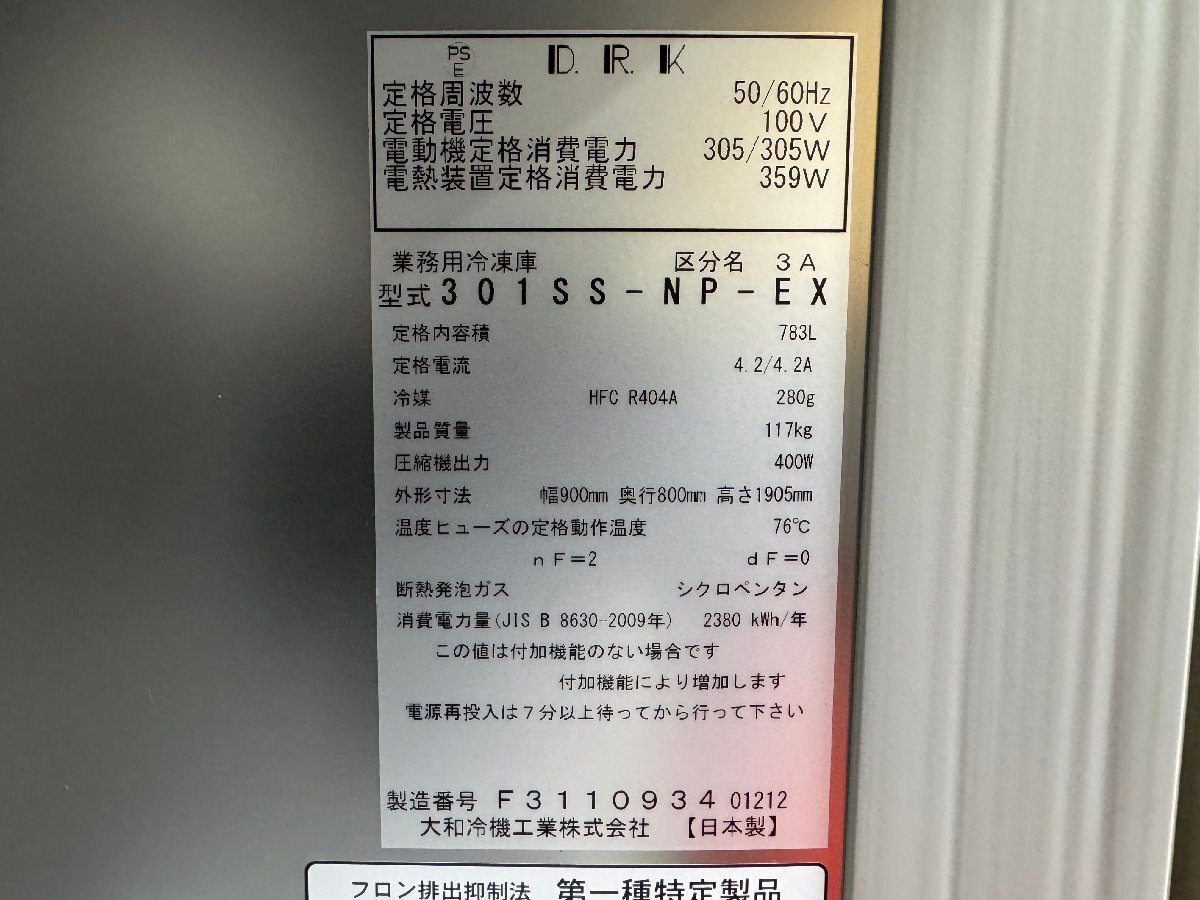 PS
E
D.R.K
定格周波数 50/60Hz
定格電圧 100V
電動機定格消費電力 305/305W
電熱装置定格消費電力 359W
業務用冷凍庫 区分名 3A
型式 301SS-NP-EX
定格内容積 783L
定格電流 4.2/4.2A
冷媒 HFC R404A 280g
製品質量 117kg
圧縮機出力 400W
外形寸法 幅900mm 奥行800mm 高さ1905mm
温度ヒューズの定格動作温度 76℃
nF=2 dF=0
断熱発泡ガス シクロペンタン
消費電力量(JIS B 8630-2009年) 2380 kWh/年
この値は付加機能のない場合です
付加機能により増加します
電源再投入は7分以上待ってから行って下さい
製造番号 F3110934 01212
大和冷機工業株式会社 【日本製】
フロン排出抑制法 第一種特定製品